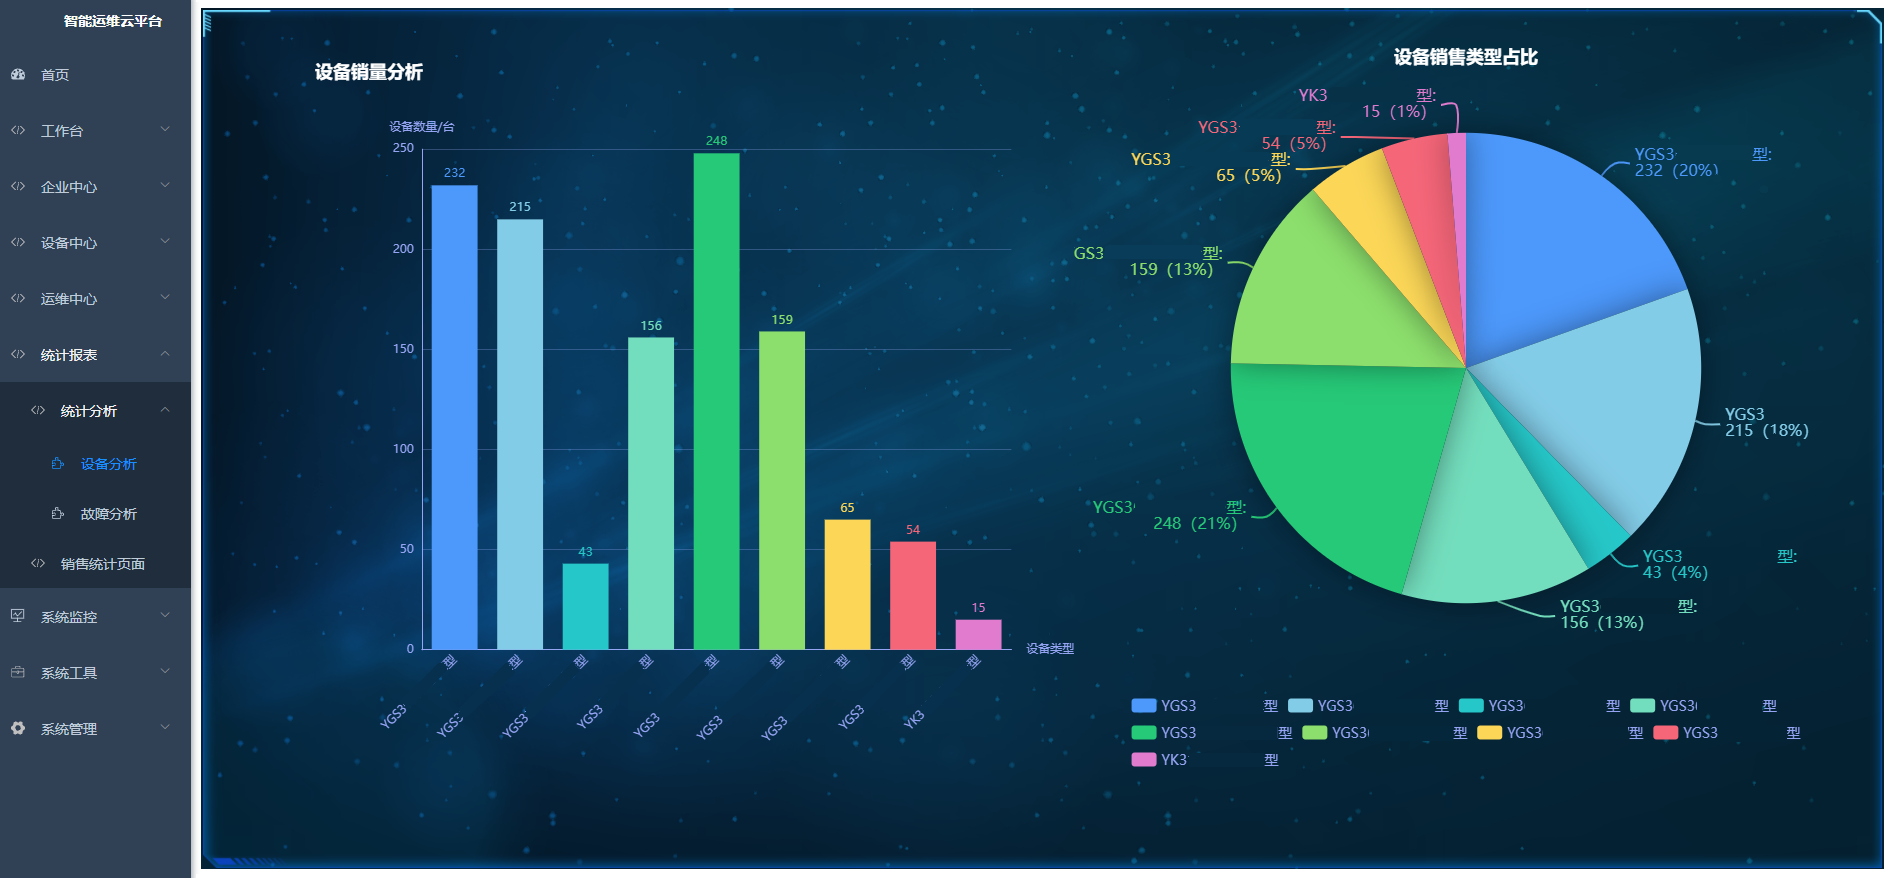 智能运维云平台
首页
工作台
企业中心
设备中心
运维中心
统计报表
统计分析
设备分析
故障分析
销售统计页面
系统监控
系统工具
系统管理
设备销量分析
设备数量/台
250
200
150
100
50
0
232
215
43
156
248
159
65
54
15
设备类型
型
型
型
型
型
型
型
型
型
YGS3
YGS3
YGS3
YGS3
YGS3
YGS3
YGS3
YGS3
YK3
设备销售类型占比
YK3 型:
15 (1%)
YGS3 型:
54 (5%)
YGS3 型:
65 (5%)
GS3 型:
159 (13%)
YGS3 型:
248 (21%)
YGS3 型:
232 (20%)
YGS3
215 (18%)
YGS3 型:
43 (4%)
YGS3 型:
156 (13%)
YGS3 型 YGS3 型 YGS3 型 YGS3 型
YGS3 型 YGS3 型 YGS3 型 YGS3 型
YK3 型